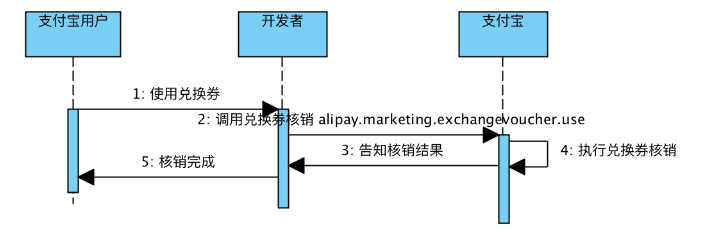 支付宝用户
开发者
支付宝
1: 使用兑换券
2: 调用兑换券核销 alipay.marketing.exchangevoucher.use
3: 告知核销结果
4: 执行兑换券核销
5: 核销完成